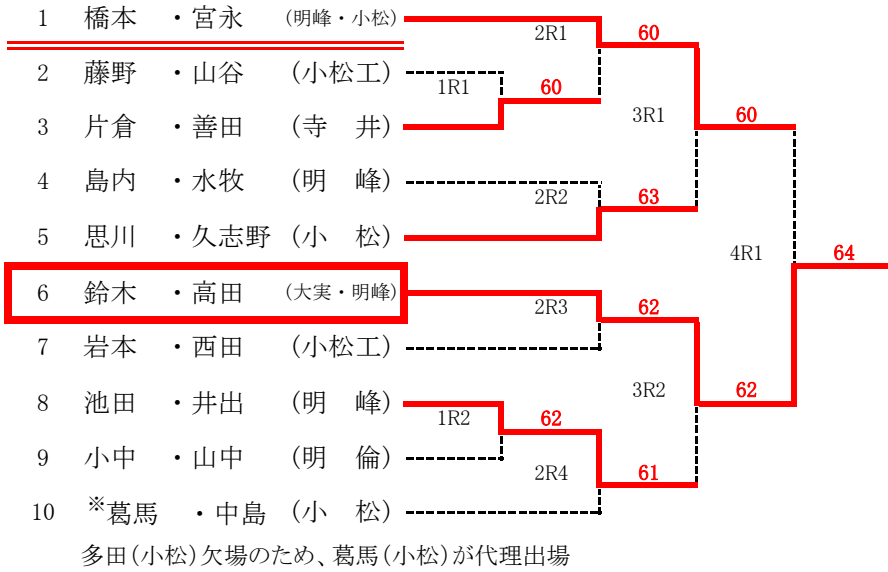 1 橋本 ・宮永 (明峰・小松)
2R1 60
2 藤野 ・山谷 (小松工)
1R1 60
3R1 60
3 片倉 ・善田 (寺 井)
4 島内 ・水牧 (明 峰)
2R2 63
5 思川 ・久志野 (小 松)
4R1 64
6 鈴木 ・高田 (大実・明峰)
2R3 62
7 岩本 ・西田 (小松工)
3R2 62
8 池田 ・井出 (明 峰)
1R2 62
9 小中 ・山中 (明 倫)
2R4 61
10 ※葛馬 ・中島 (小 松)
多田(小松)欠場のため、葛馬(小松)が代理出場